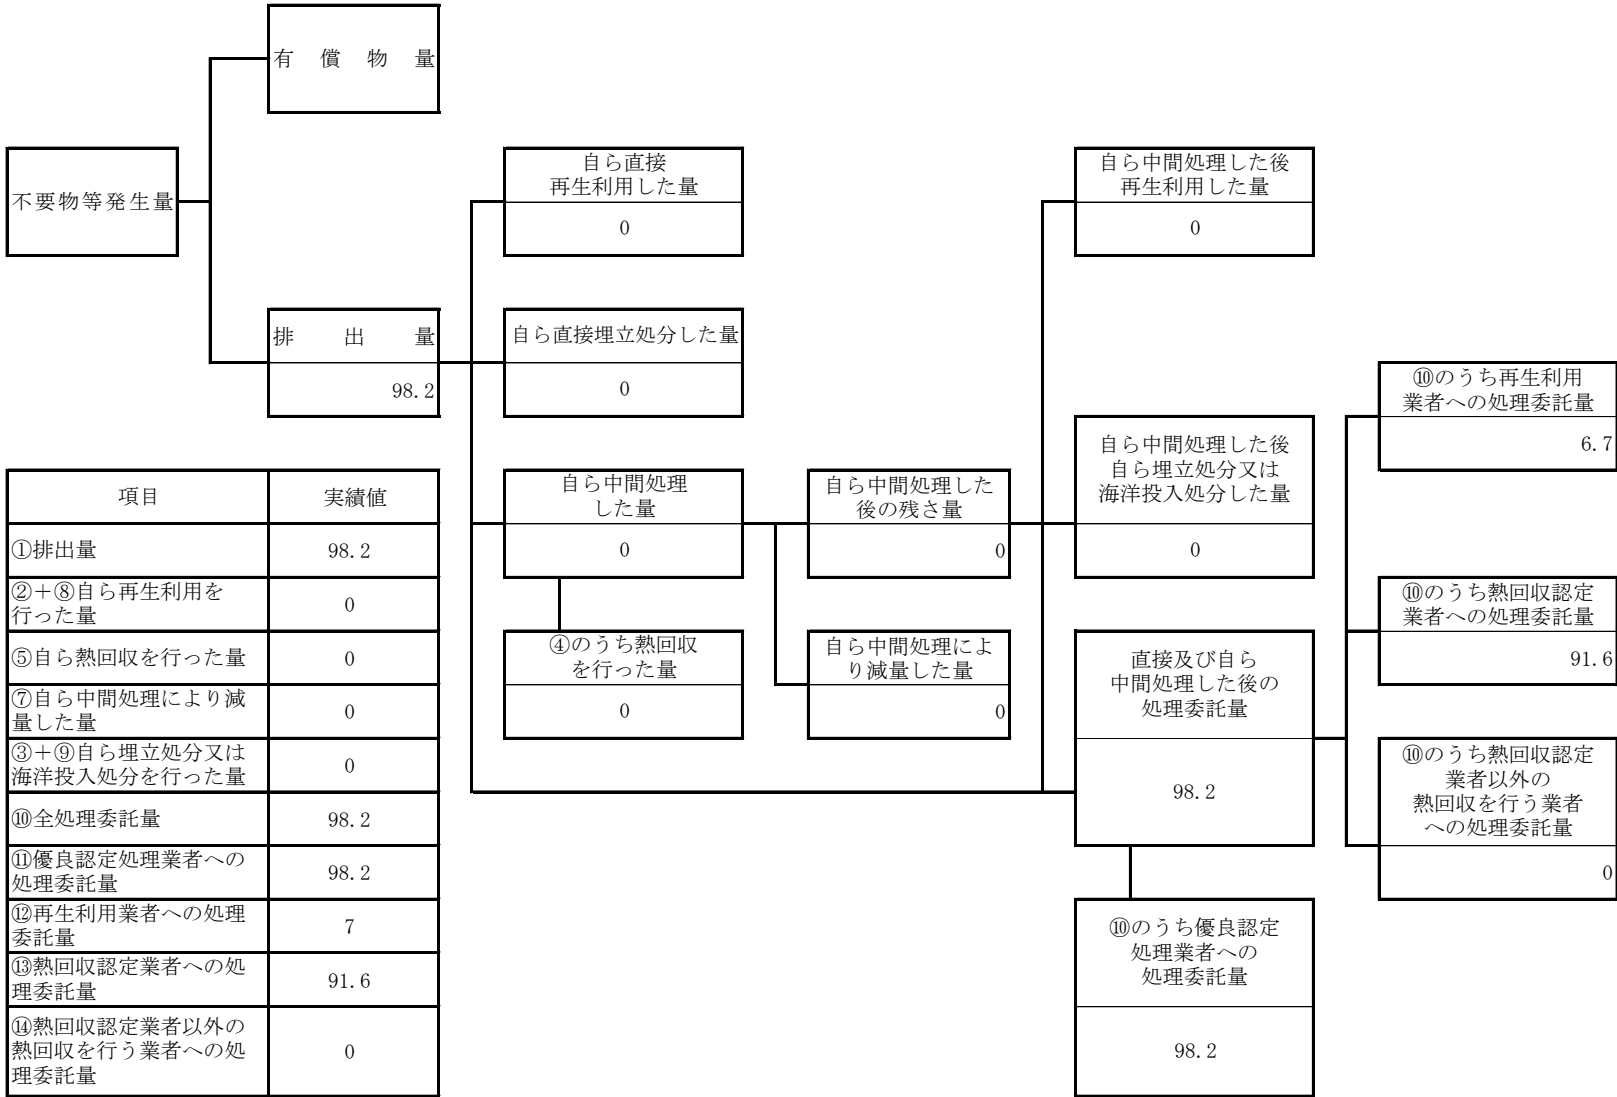 有償物量
不要物等発生量
排出量
98.2
自ら直接
再生利用した量
0
自ら直接埋立処分した量
0
自ら中間処理
した量
0
④のうち熱回収
を行った量
0
自ら中間処理した
後の残さ量
0
自ら中間処理によ
り減量した量
0
自ら中間処理した後
再生利用した量
0
自ら中間処理した後
自ら埋立処分又は
海洋投入処分した量
0
直接及び自ら
中間処理した後の
処理委託量
98.2
⑩のうち優良認定
処理業者への
処理委託量
98.2
⑩のうち再生利用
業者への処理委託量
6.7
⑩のうち熱回収認定
業者への処理委託量
91.6
⑩のうち熱回収認定
業者以外の
熱回収を行う業者
への処理委託量
0
項目 実績値
①排出量 98.2
②+⑧自ら再生利用を
行った量 0
⑤自ら熱回収を行った量 0
⑦自ら中間処理により減
量した量 0
③+⑨自ら埋立処分又は
海洋投入処分を行った量 0
⑩全処理委託量 98.2
⑪優良認定処理業者への
処理委託量 98.2
⑫再生利用業者への処理
委託量 7
⑬熱回収認定業者への処
理委託量 91.6
⑭熱回収認定業者以外の
熱回収を行う業者への処
理委託量 0